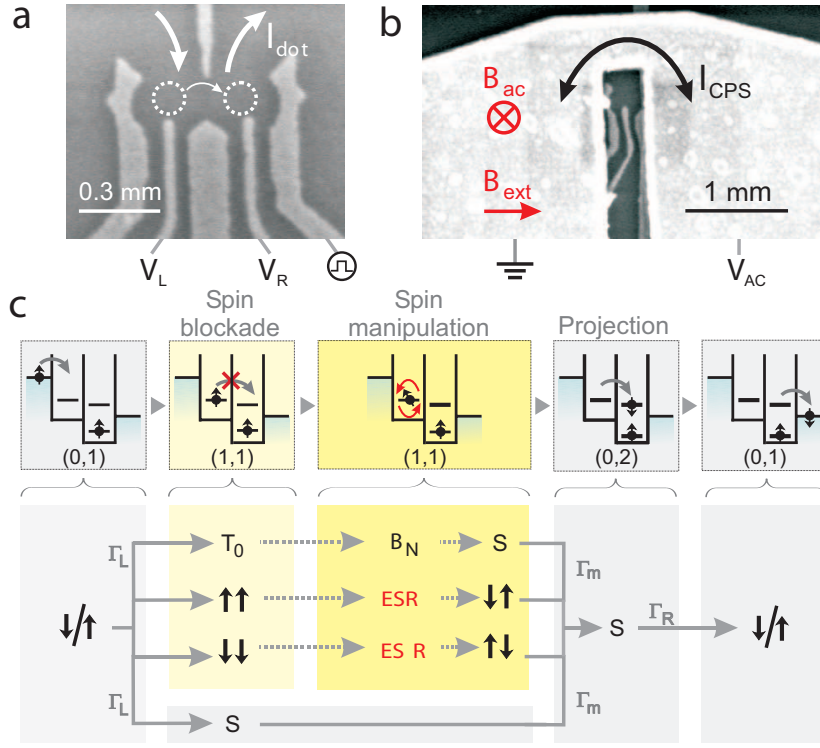 a
I dot
0.3 mm
V L
V R
b
B ac
I CPS
B ext
1 mm
V AC
c
Spin blockade
Spin manipulation
Projection
(0,1)
(1,1)
(1,1)
(0,2)
(0,1)
Γ L
T 0
B N
S
Γ m
↑↑
ESR
↓↑
↓/↑
S
Γ R
↓/↑
↓↓
ES R
↑↓
Γ L
Γ m
S